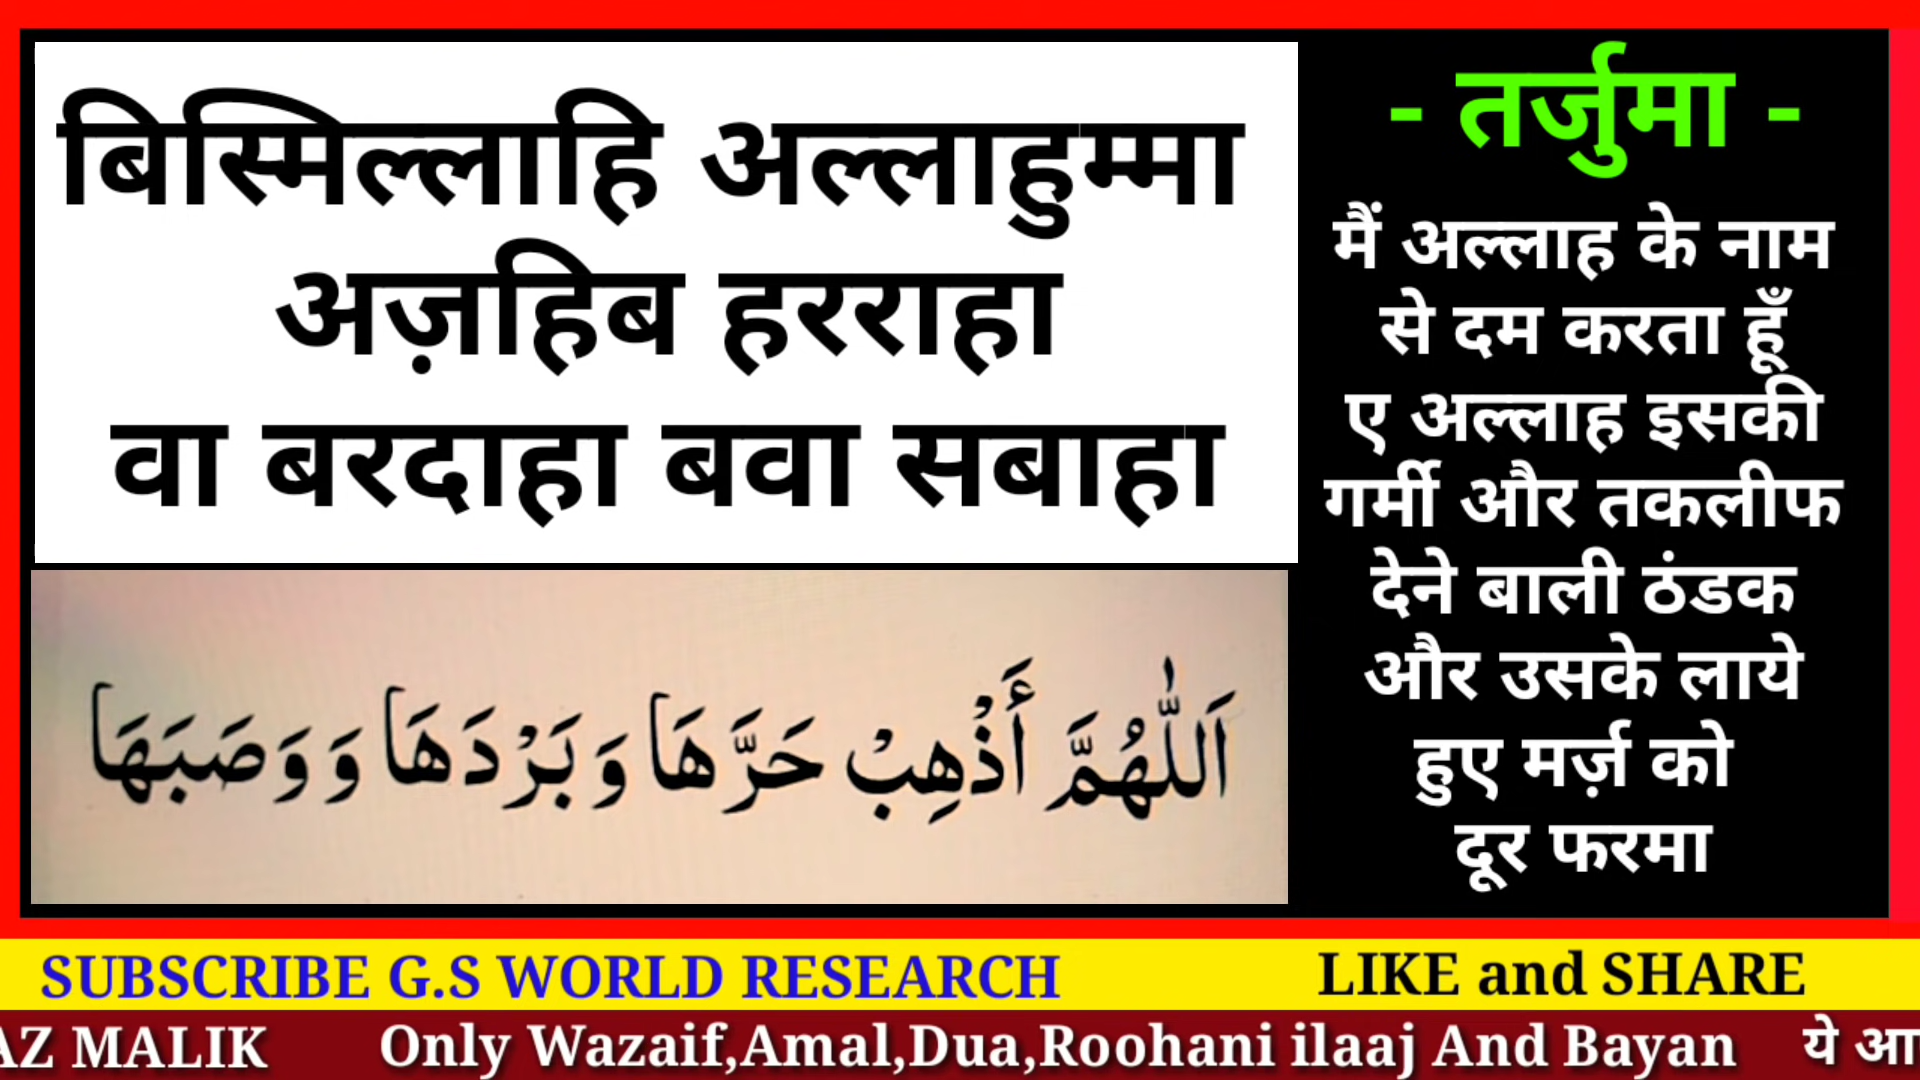 बिस्मिल्लाहि अल्लाहुम्मा
अज़हिब हरराहा
वा बरदाहा बवा सबाहा
اَللّٰهُمَّ أَذْهِبْ حَرَّهَا وَبَرْدَهَا وَوَصَبَهَا
- तर्जुमा -
मैं अल्लाह के नाम
से दम करता हूँ
ए अल्लाह इसकी
गर्मी और तकलीफ
देने बाली ठंडक
और उसके लाये
हुए मर्ज़ को
दूर फरमा
SUBSCRIBE G.S WORLD RESEARCH
LIKE and SHARE
AZ MALIK Only Wazaif,Amal,Dua,Roohani ilaaj And Bayan ये आ